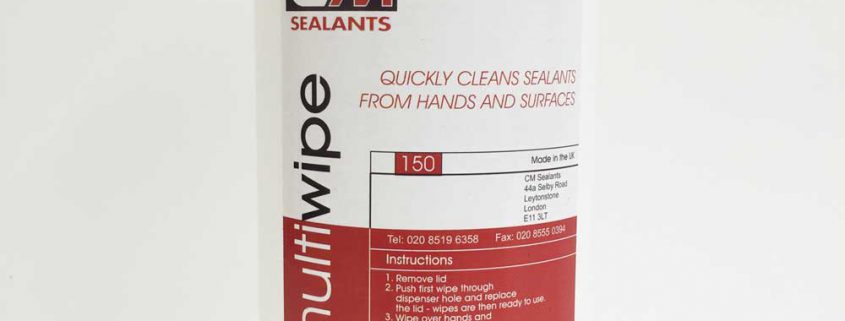 SEALANTS
QUICKLY CLEANS SEALANTS
FROM HANDS AND SURFACES
multiwipe
150
Made in the UK
CM Sealants
44a Selby Road
Leytonstone
London
E11 3LT
Tel: 020 8519 6358 Fax: 020 8555 0394
Instructions
1. Remove lid
2. Push first wipe through
dispenser hole and replace
the lid - wipes are then ready to use.
3. Wipe over hands and